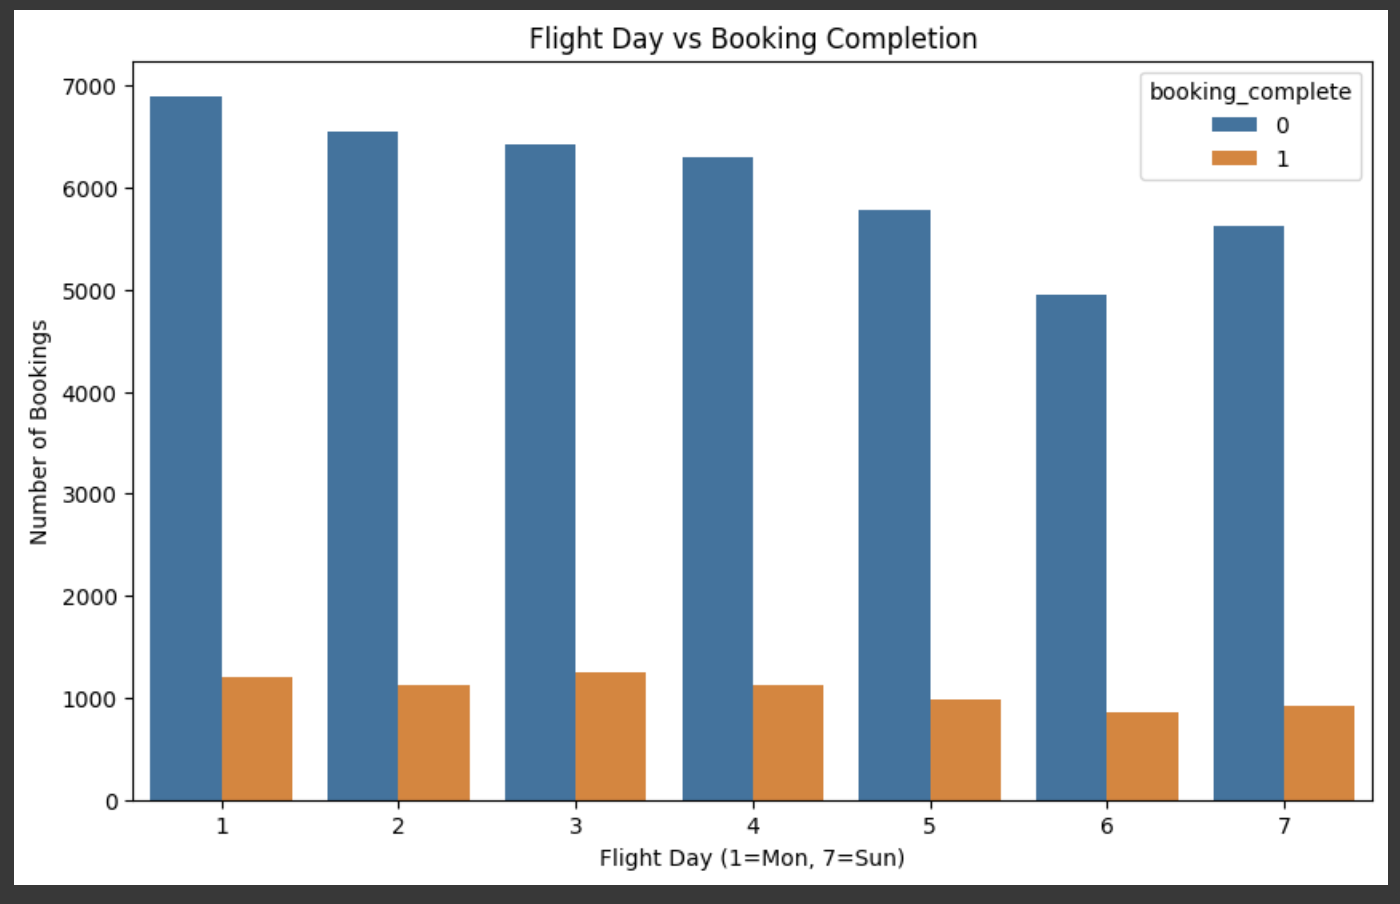 Flight Day vs Booking Completion
booking_complete
0
1
7000
6000
5000
4000
3000
2000
1000
0
Number of Bookings
1 2 3 4 5 6 7
Flight Day (1=Mon, 7=Sun)